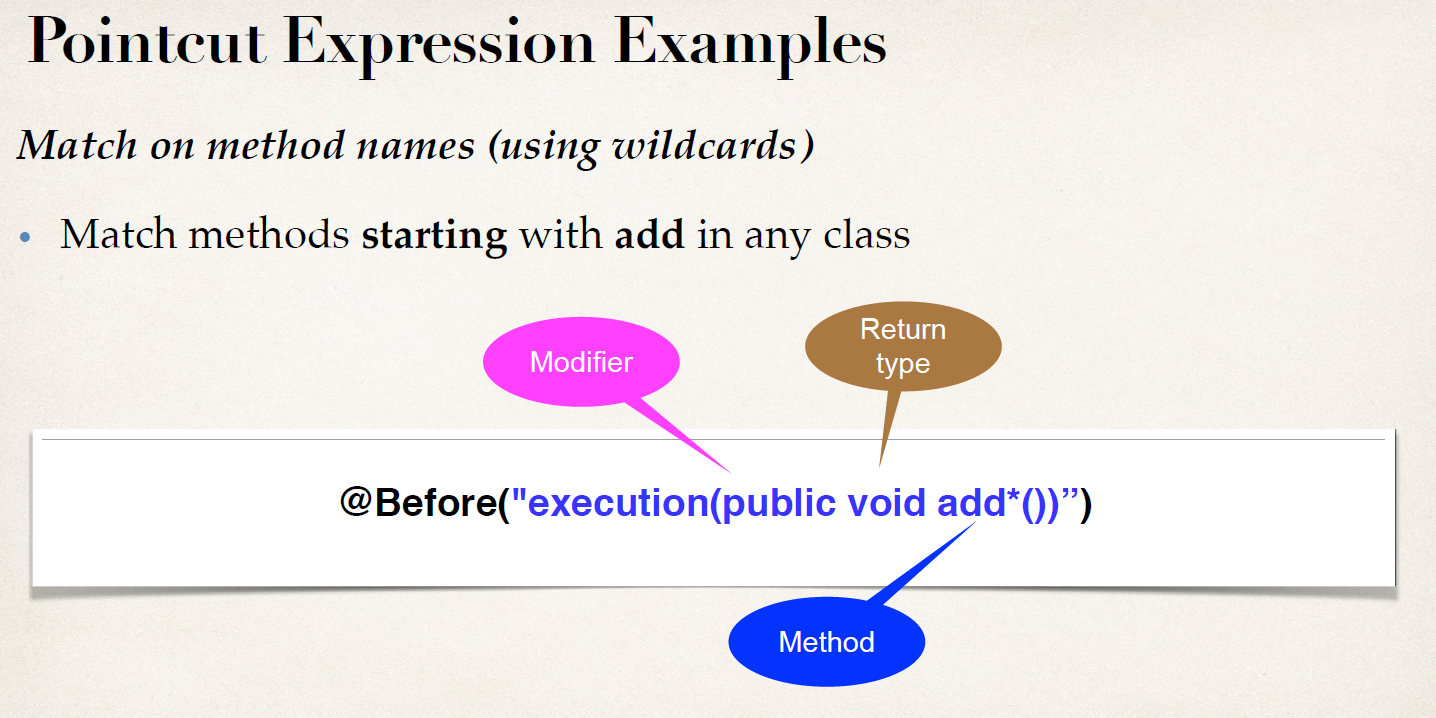 Pointcut Expression Examples
Match on method names (using wildcards)
• Match methods starting with add in any class
Modifier
Return
type
@Before("execution(public void add*())”)
Method